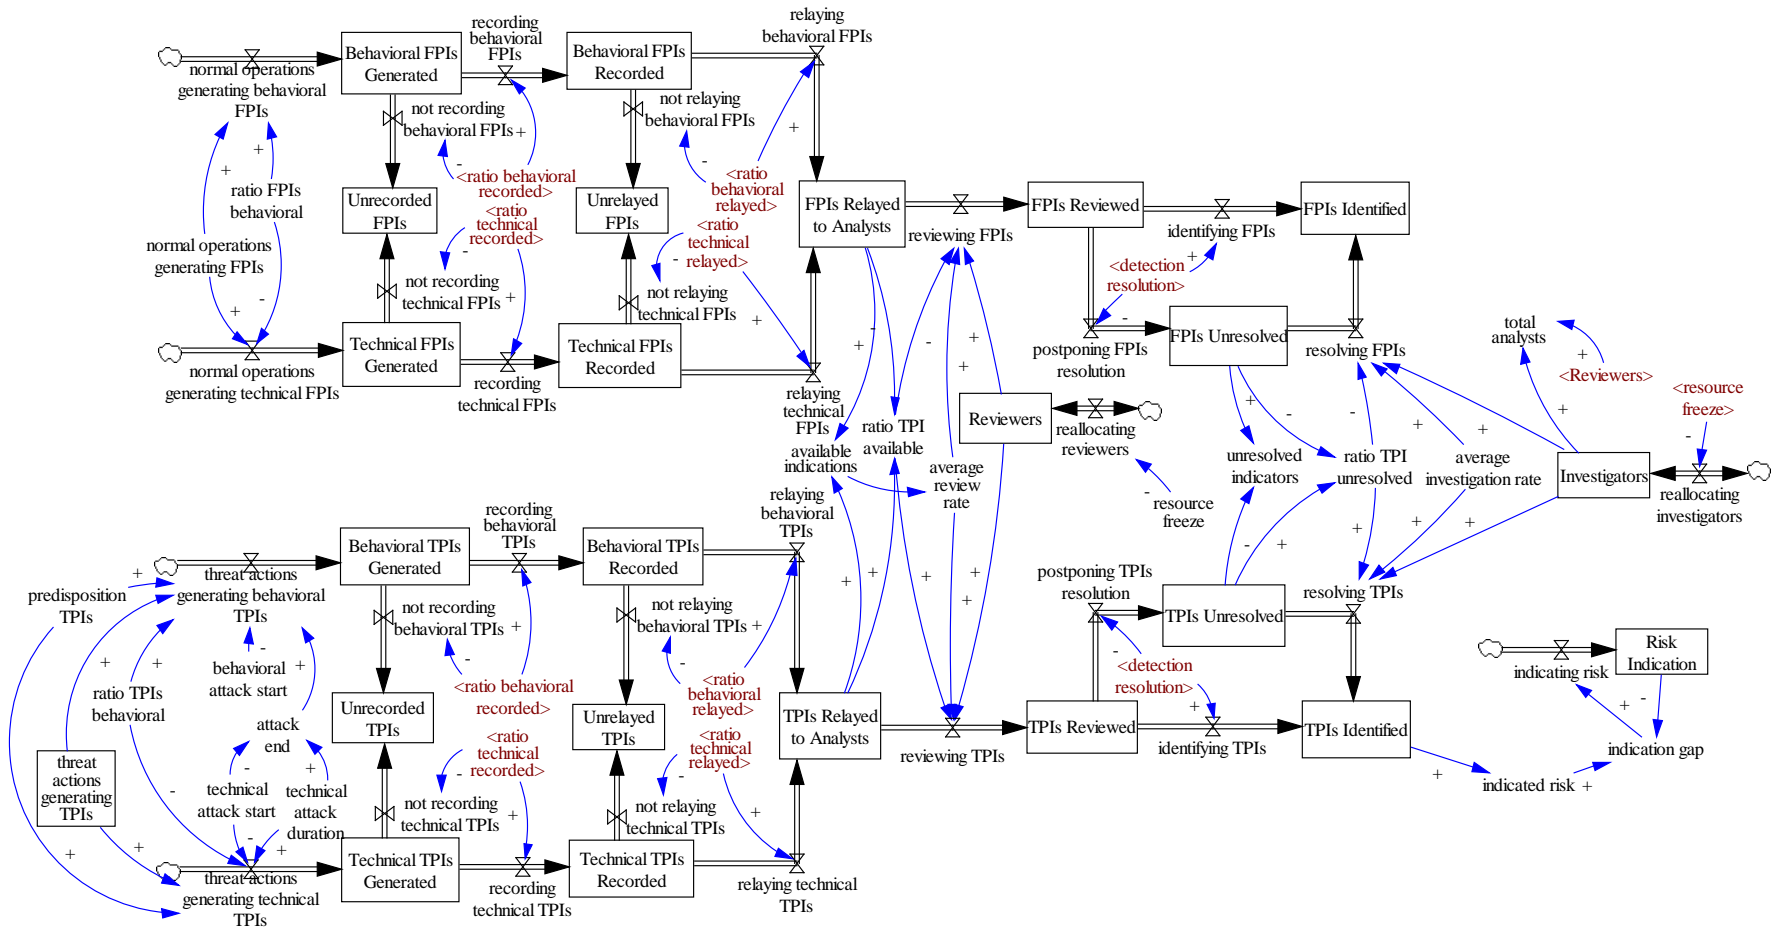 normal operations
generating behavioral
FPIs
Behavioral FPIs
Generated
recording
behavioral
FPIs
Behavioral FPIs
Recorded
relaying
behavioral FPIs
not recording
behavioral FPIs
+
not relaying
behavioral FPIs
+
+
+
-
-
<ratio behavioral
recorded>
<ratio
behavioral
relayed>
ratio FPIs
behavioral
Unrecorded
FPIs
Unrelayed
FPIs
<ratio
technical
recorded>
<ratio
technical
relayed>
FPIs Relayed
to Analysts
reviewing FPIs
FPIs Reviewed
identifying FPIs
FPIs Identified
normal operations
generating FPIs
-
-
not recording
technical FPIs
+
not relaying
technical FPIs
+
+
-
<detection
resolution>
+
-
postponing FPIs
resolution
FPIs Unresolved
resolving FPIs
total
analysts
+
<Reviewers>
normal operations
generating technical FPIs
Technical FPIs
Generated
recording
technical FPIs
Technical FPIs
Recorded
relaying
technical
FPIs
-
+
-
+
+
+
ratio TPI
available
available
indications
average
review
rate
Reviewers
reallocating
reviewers
-
resource
freeze
+
-
-
+
+
+
unresolved
indicators
ratio TPI
unresolved
average
investigation rate
Investigators
<resource
freeze>
-
reallocating
investigators
+
+
+
+
-
+
+
+
+
predisposition
TPIs
+
threat actions
generating behavioral
TPIs
Behavioral TPIs
Generated
recording
behavioral
TPIs
Behavioral TPIs
Recorded
relaying
behavioral
TPIs
not recording
behavioral TPIs
+
not relaying
behavioral TPIs
+
postponing TPIs
resolution
TPIs Unresolved
resolving TPIs
-
+
+
+
behavioral
attack start
ratio TPIs
behavioral
-
-
<ratio behavioral
recorded>
<ratio
behavioral
relayed>
-
<detection
resolution>
+
indicating risk
Risk
Indication
+
-
attack
end
Unrecorded
TPIs
Unrelayed
TPIs
TPIs Relayed
to Analysts
reviewing TPIs
TPIs Reviewed
identifying TPIs
TPIs Identified
indication gap
+
indicated risk
+
threat
actions
generating
TPIs
-
-
+
technical
attack start
technical
attack
duration
<ratio
technical
recorded>
<ratio
technical
relayed>
-
-
not recording
technical TPIs
+
not relaying
technical TPIs
+
+
+
-
+
threat actions
generating technical
TPIs
Technical TPIs
Generated
recording
technical TPIs
Technical TPIs
Recorded
relaying technical
TPIs